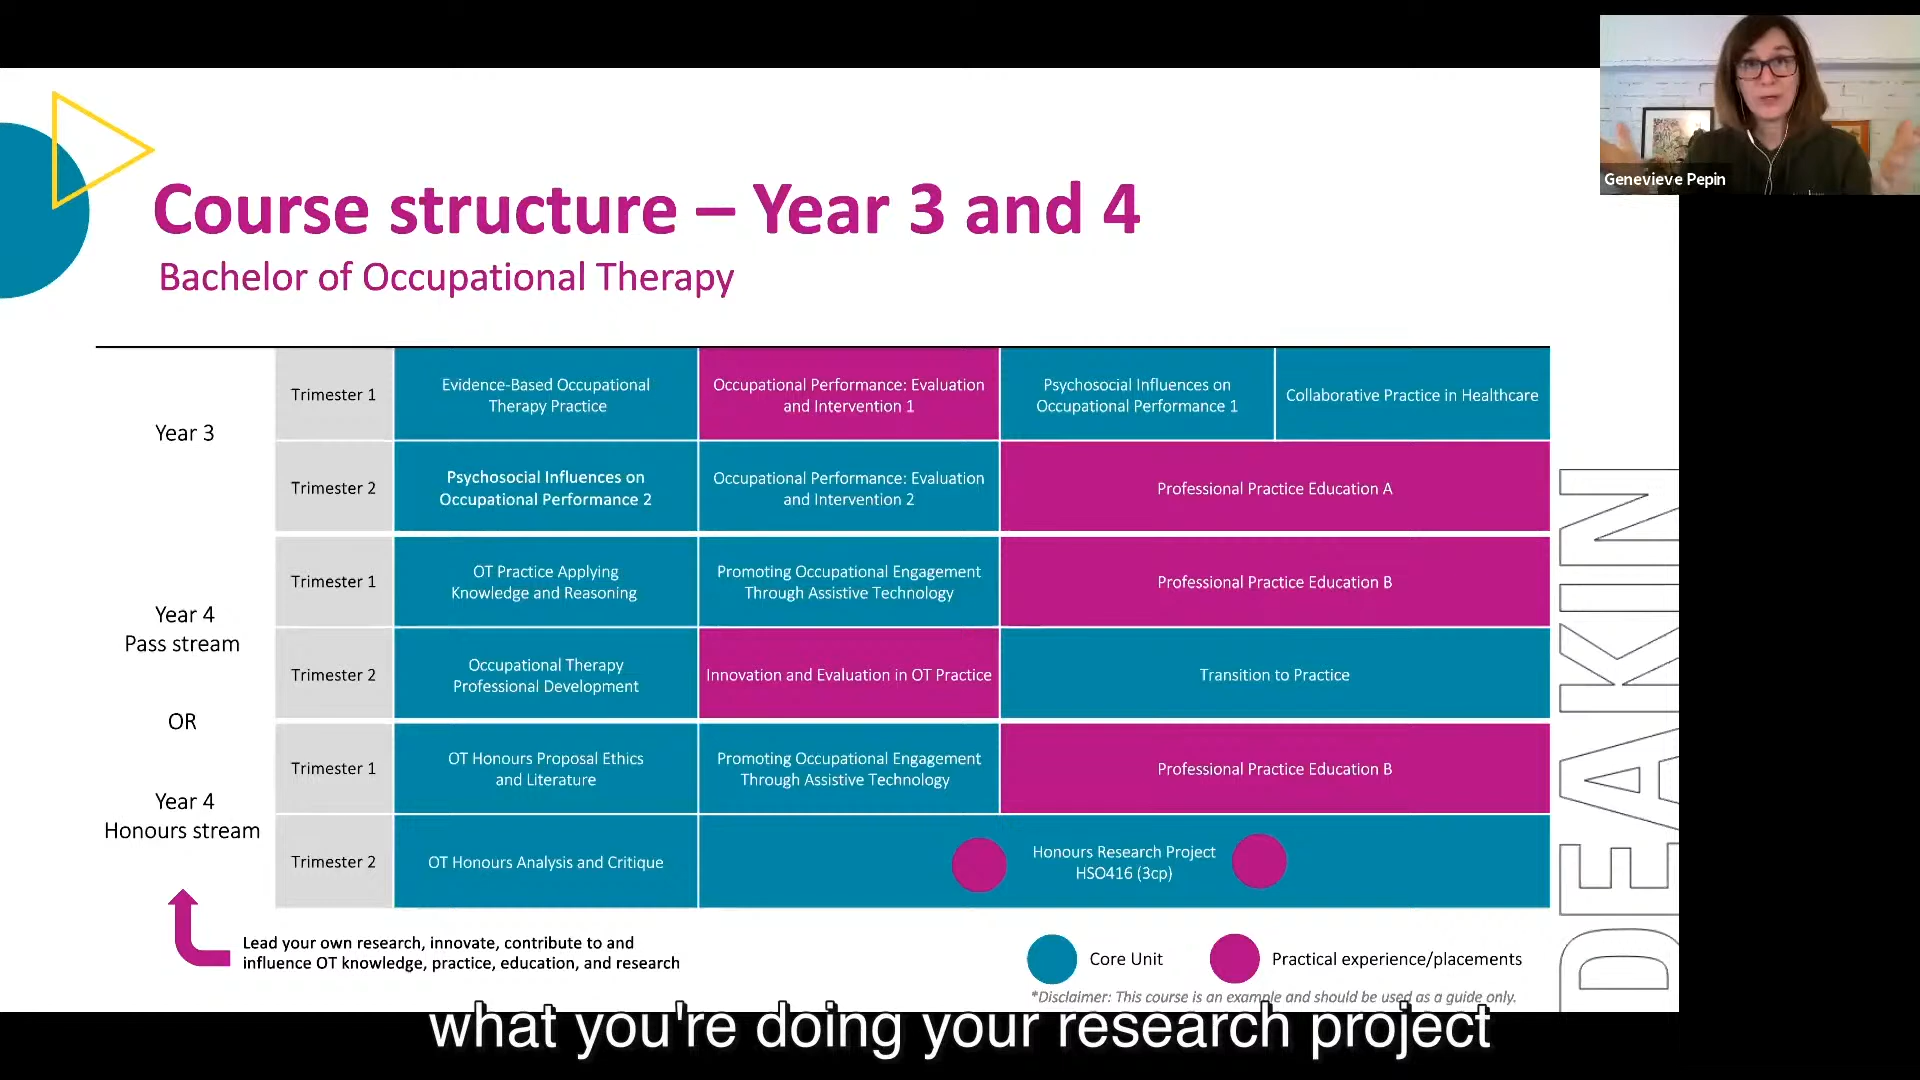 Genevieve Pepin
Course structure – Year 3 and 4
Bachelor of Occupational Therapy
Year 3
Trimester 1
Evidence-Based Occupational
Therapy Practice
Occupational Performance: Evaluation
and Intervention 1
Psychosocial Influences on
Occupational Performance 1
Collaborative Practice in Healthcare
Trimester 2
Psychosocial Influences on
Occupational Performance 2
Occupational Performance: Evaluation
and Intervention 2
Professional Practice Education A
Year 4
Pass stream
Trimester 1
OT Practice Applying
Knowledge and Reasoning
Promoting Occupational Engagement
Through Assistive Technology
Professional Practice Education B
Trimester 2
Occupational Therapy
Professional Development
Innovation and Evaluation in OT Practice
Transition to Practice
OR
Year 4
Honours stream
Trimester 1
OT Honours Proposal Ethics
and Literature
Promoting Occupational Engagement
Through Assistive Technology
Professional Practice Education B
Trimester 2
OT Honours Analysis and Critique
Honours Research Project
HSO416 (3cp)
Lead your own research, innovate, contribute to and
influence OT knowledge, practice, education, and research
Core Unit
Practical experience/placements
*Disclaimer: This course is an example and should be used as a guide only.
DEAKIN
what you're doing your research project